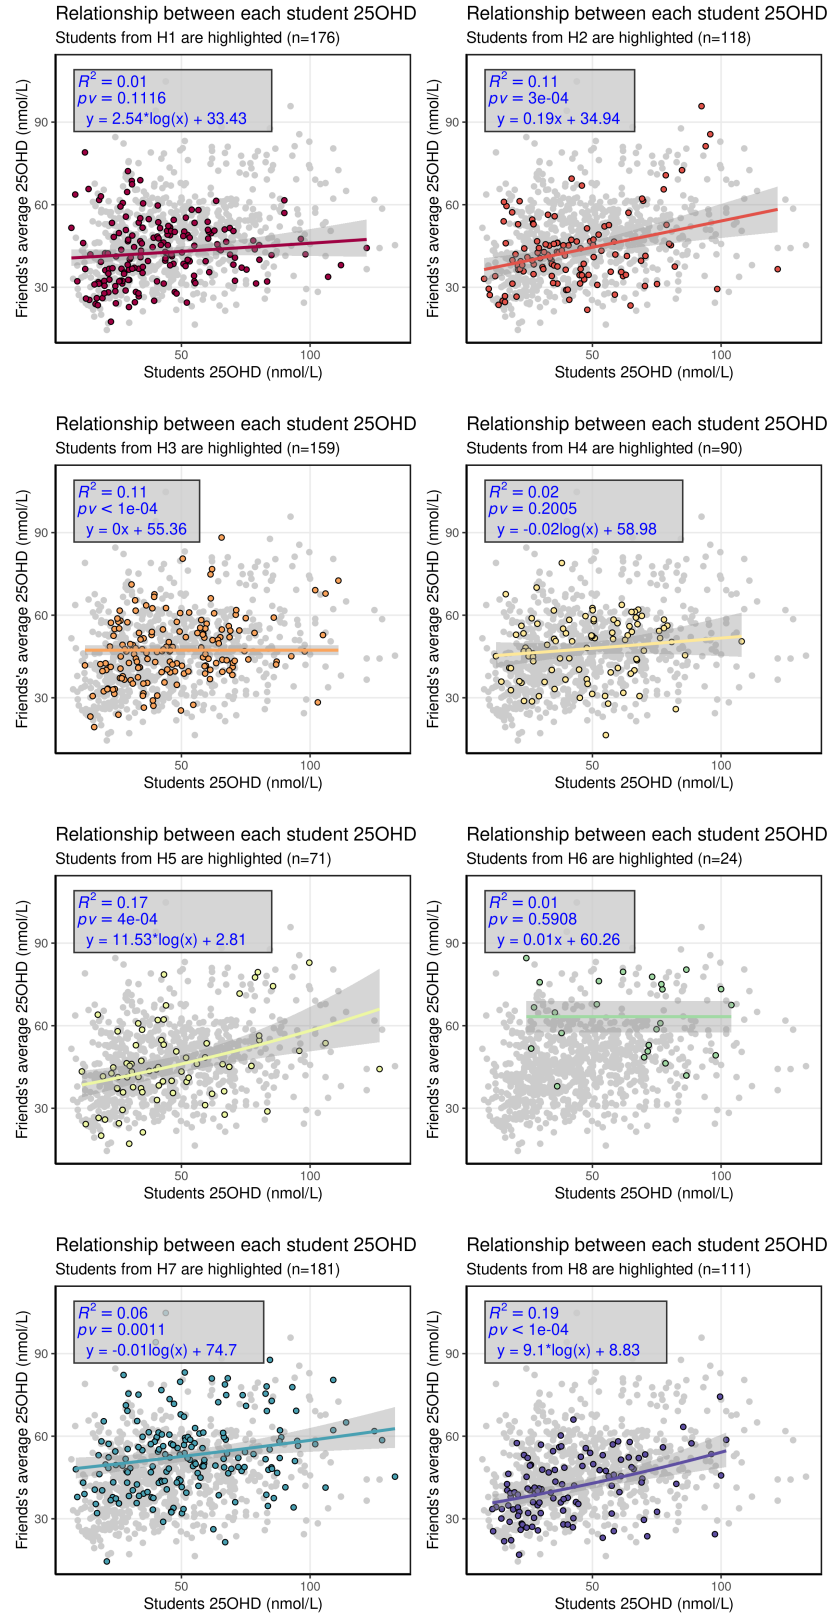 Relationship between each student 25OHD
Students from H1 are highlighted (n=176)
R² = 0.01
pv = 0.1116
y = 2.54*log(x) + 33.43
Friends's average 25OHD (nmol/L)
90
60
30
50
100
Students 25OHD (nmol/L)
Relationship between each student 25OHD
Students from H2 are highlighted (n=118)
R² = 0.11
pv = 3e-04
y = 0.19x + 34.94
Friends's average 25OHD (nmol/L)
90
60
30
50
100
Students 25OHD (nmol/L)
Relationship between each student 25OHD
Students from H3 are highlighted (n=159)
R² = 0.11
pv < 1e-04
y = 0x + 55.36
Friends's average 25OHD (nmol/L)
90
60
30
50
100
Students 25OHD (nmol/L)
Relationship between each student 25OHD
Students from H4 are highlighted (n=90)
R² = 0.02
pv = 0.2005
y = -0.02log(x) + 58.98
Friends's average 25OHD (nmol/L)
90
60
30
50
100
Students 25OHD (nmol/L)
Relationship between each student 25OHD
Students from H5 are highlighted (n=71)
R² = 0.17
pv = 4e-04
y = 11.53*log(x) + 2.81
Friends's average 25OHD (nmol/L)
90
60
30
50
100
Students 25OHD (nmol/L)
Relationship between each student 25OHD
Students from H6 are highlighted (n=24)
R² = 0.01
pv = 0.5908
y = 0.01x + 60.26
Friends's average 25OHD (nmol/L)
90
60
30
50
100
Students 25OHD (nmol/L)
Relationship between each student 25OHD
Students from H7 are highlighted (n=181)
R² = 0.06
pv = 0.0011
y = -0.01log(x) + 74.7
Friends's average 25OHD (nmol/L)
90
60
30
50
100
Students 25OHD (nmol/L)
Relationship between each student 25OHD
Students from H8 are highlighted (n=111)
R² = 0.19
pv < 1e-04
y = 9.1*log(x) + 8.83
Friends's average 25OHD (nmol/L)
90
60
30
50
100
Students 25OHD (nmol/L)